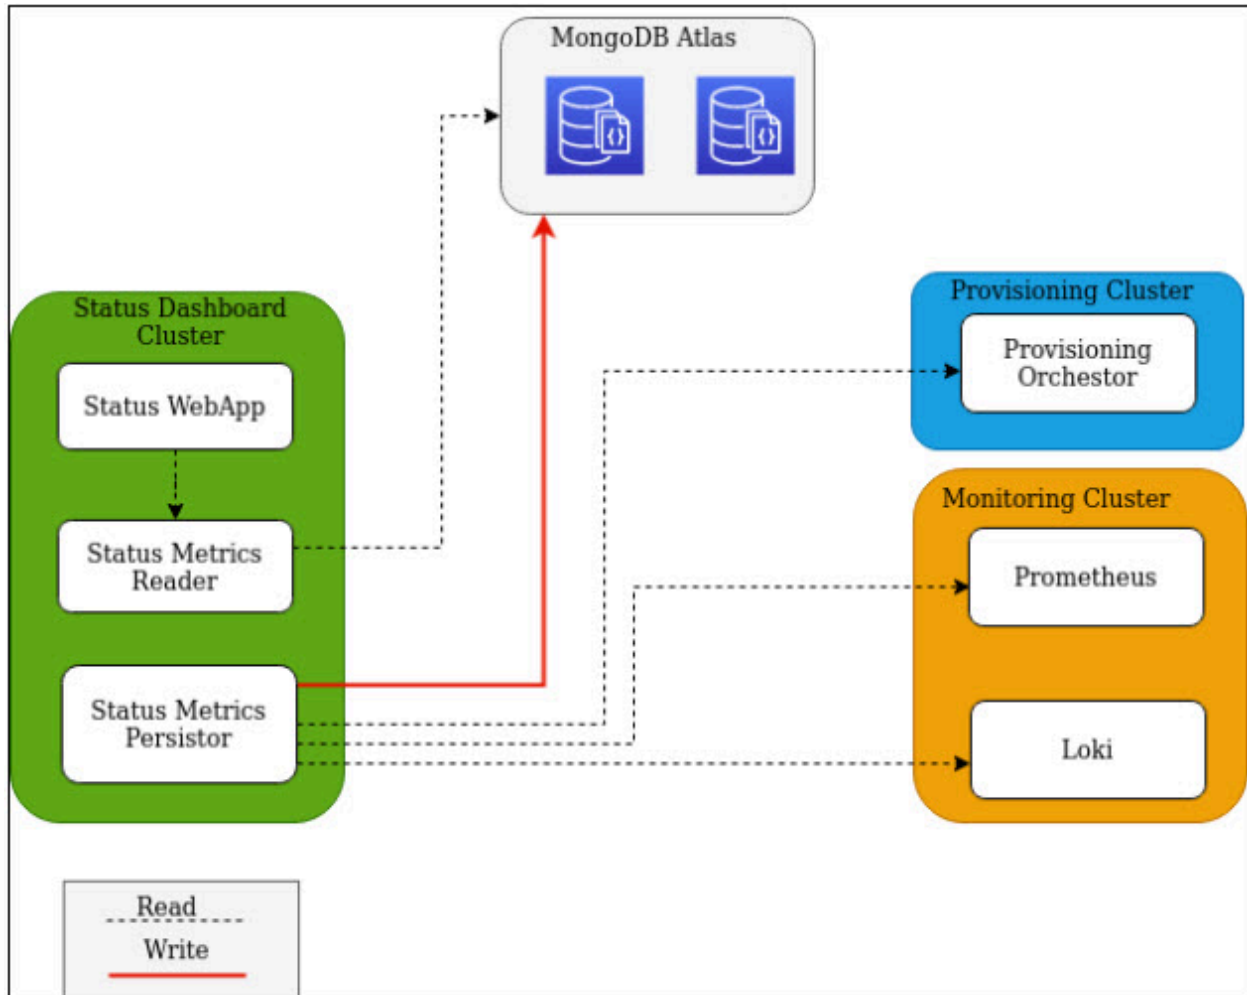 MongoDB Atlas
{}
{}
Status Dashboard
Cluster
Status WebApp
Status Metrics
Reader
Status Metrics
Persistor
Provisioning Cluster
Provisioning
Orchestor
Monitoring Cluster
Prometheus
Loki
Read
Write